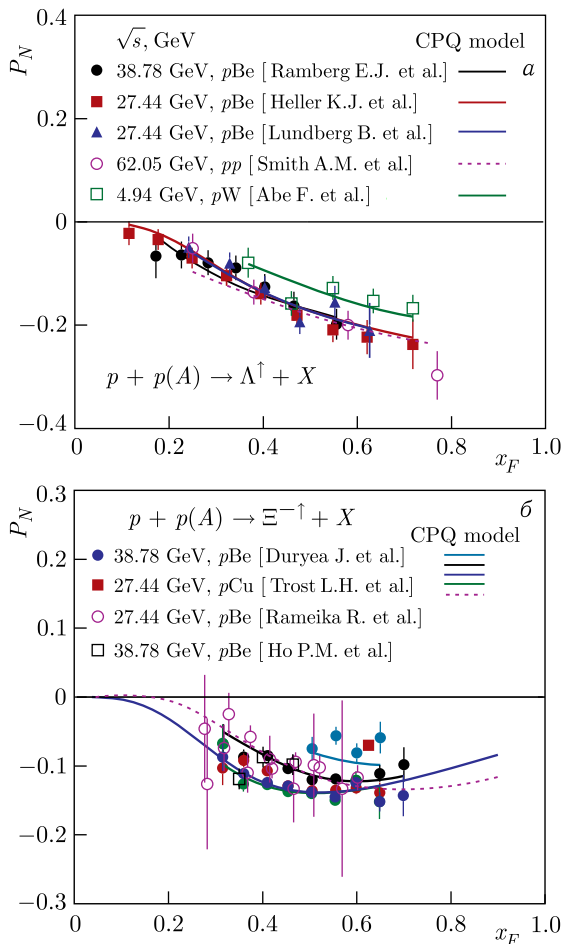 0.4
P_N
√s, GeV CPQ model
38.78 GeV, pBe [Ramberg E.J. et al.] a
27.44 GeV, pBe [Heller K.J. et al.]
0.2
27.44 GeV, pBe [Lundberg B. et al.]
62.05 GeV, pp [Smith A.M. et al.]
4.94 GeV, pW [Abe F. et al.]
0
−0.2
p + p(A) → Λ↑ + X
−0.4
0 0.2 0.4 0.6 0.8 1.0
x_F
0.3
P_N
p + p(A) → Ξ−↑ + X б
CPQ model
0.2
38.78 GeV, pBe [Duryea J. et al.]
27.44 GeV, pCu [Trost L.H. et al.]
27.44 GeV, pBe [Rameika R. et al.]
0.1
38.78 GeV, pBe [Ho P.M. et al.]
0
−0.1
−0.2
−0.3
0 0.2 0.4 0.6 0.8 1.0
x_F